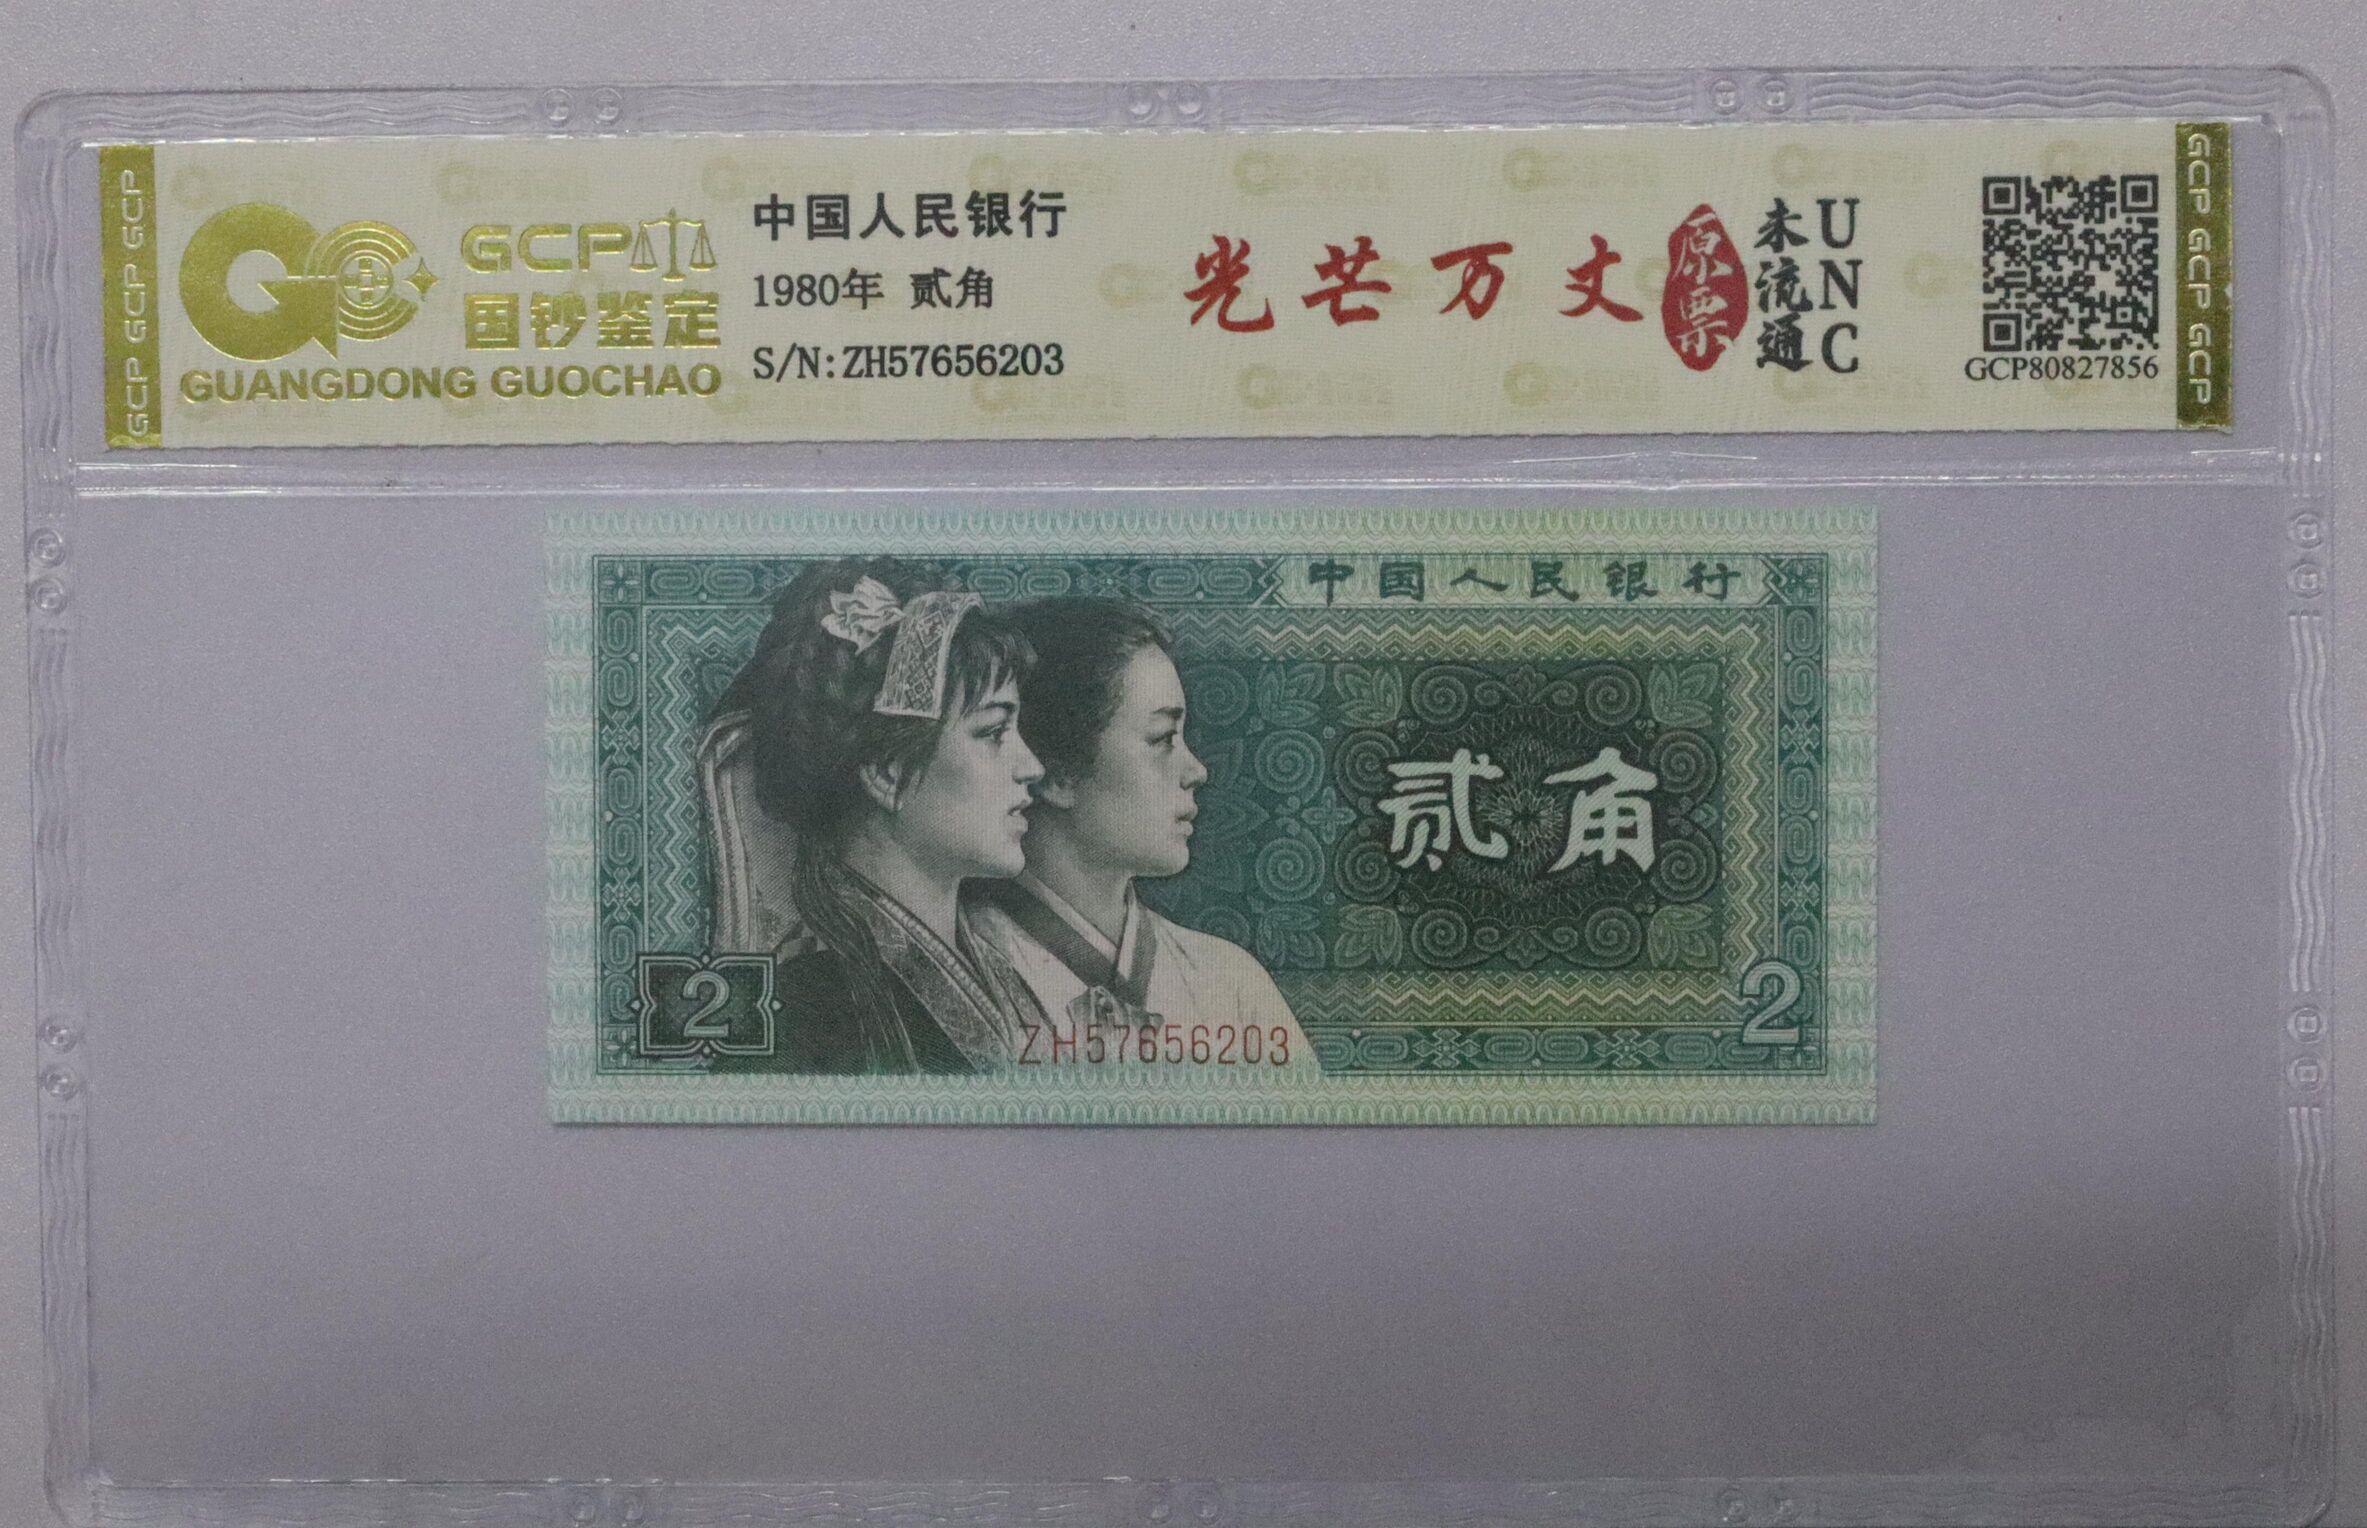 GCP GCP GCP
GCP
国钞鉴定
GUANGDONG GUOCHAO
中国人民银行
1980年 贰角
S/N:ZH57656203
光芒万丈
原票
未流通
UNC
GCP80827856
GCP GCP GCP
中国人民银行
贰角
2
2
ZH57656203